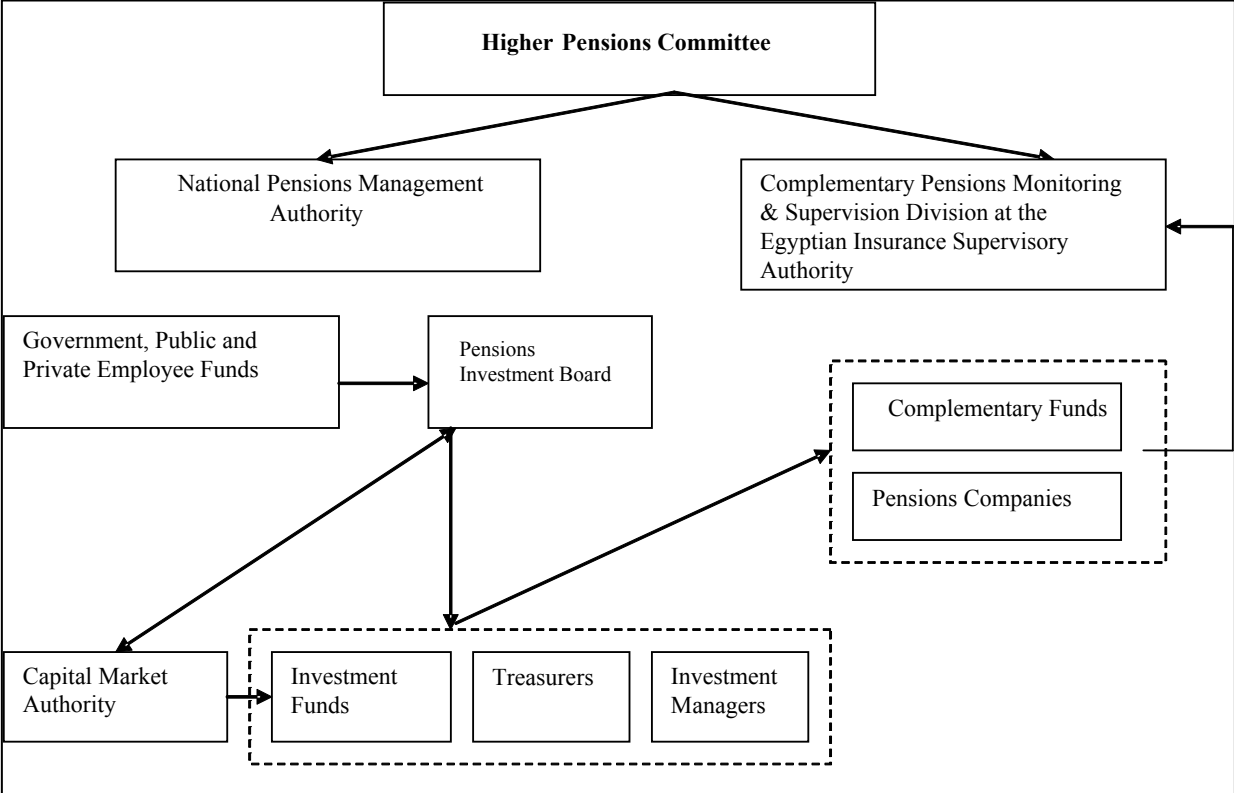 Higher Pensions Committee
National Pensions Management
Authority
Complementary Pensions Monitoring
& Supervision Division at the
Egyptian Insurance Supervisory
Authority
Government, Public and
Private Employee Funds
Pensions
Investment Board
Complementary Funds
Pensions Companies
Capital Market
Authority
Investment
Funds
Treasurers
Investment
Managers